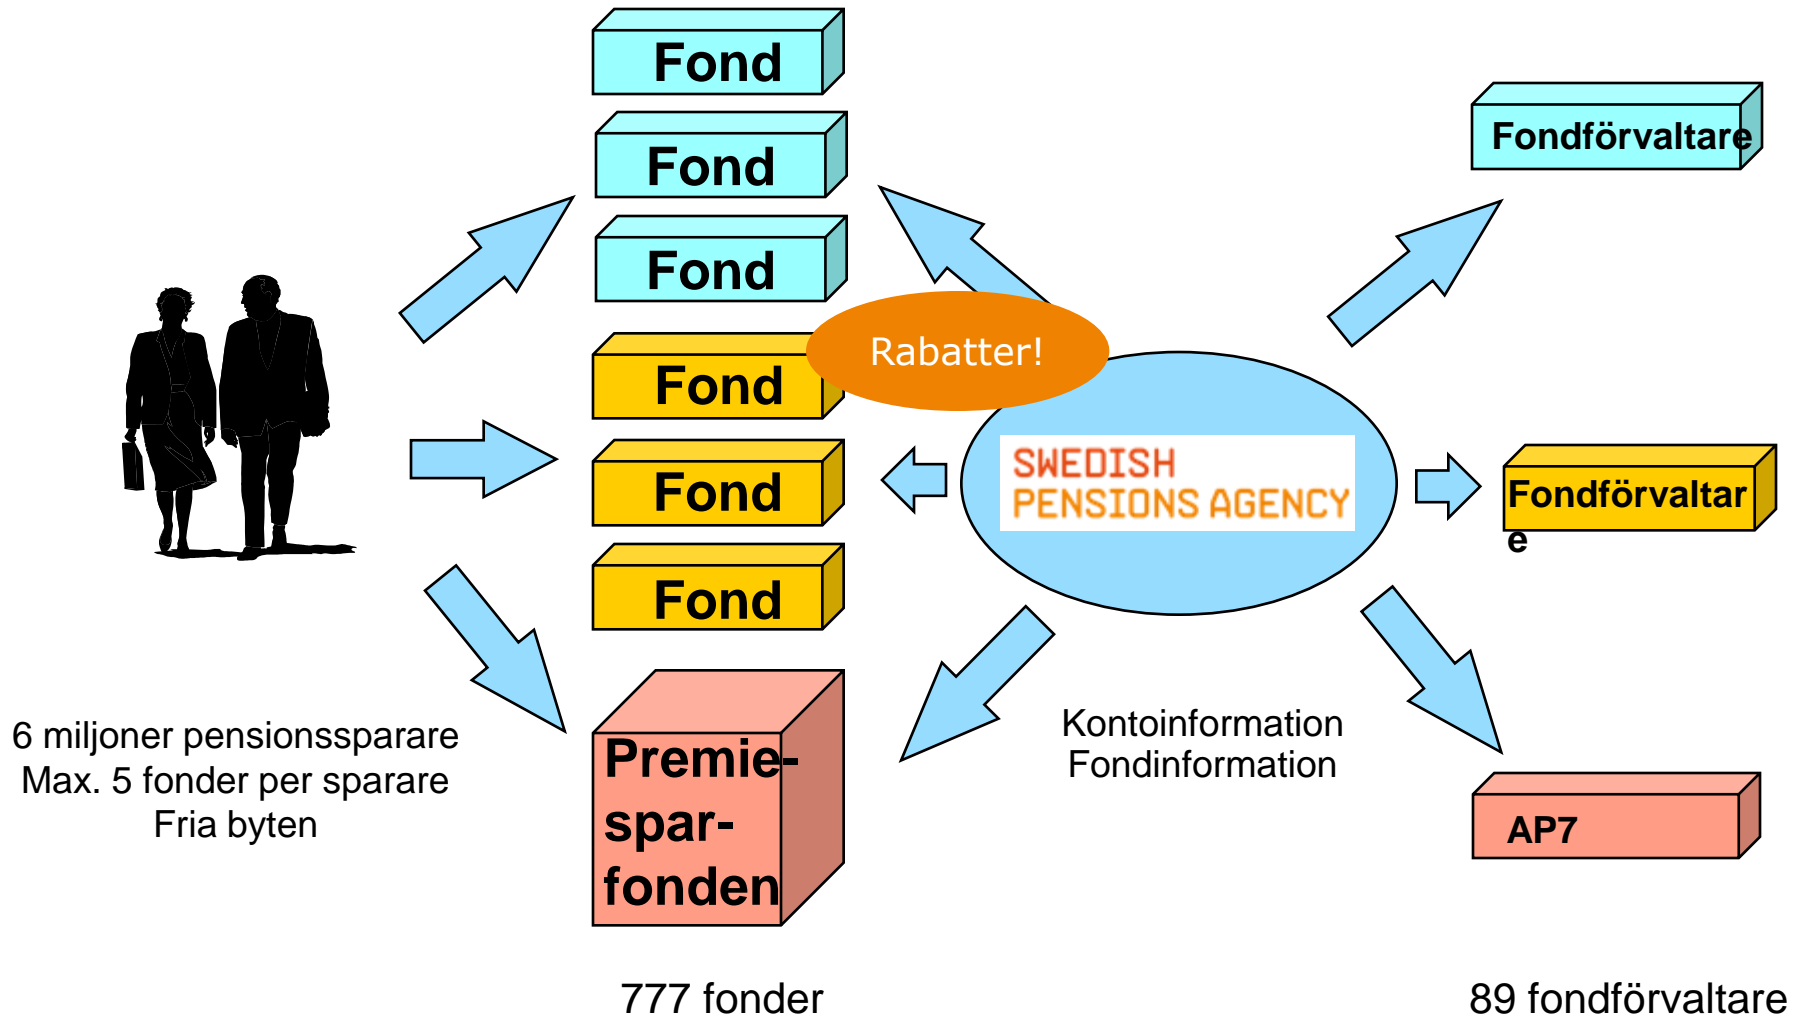 Fond
Fond
Fond
Fond
Fond
Fond
Premie-
spar-
fonden
Rabatter!
SWEDISH
PENSIONS AGENCY
Fondförvaltare
Fondförvaltar
e
AP7
6 miljoner pensionssparare
Max. 5 fonder per sparare
Fria byten
Kontoinformation
Fondinformation
777 fonder
89 fondförvaltare